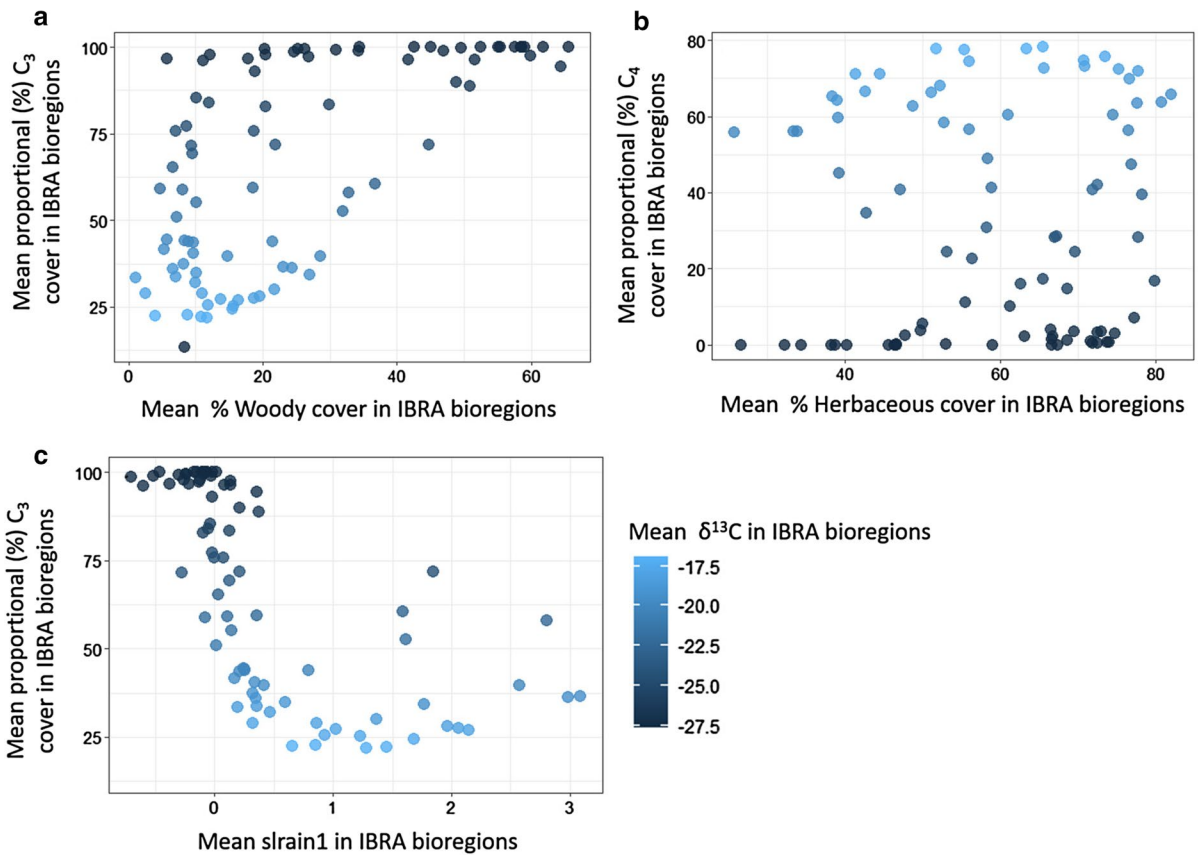 a
Mean proportional (%) C₃
cover in IBRA bioregions
100
75
50
25
0
20
40
60
Mean % Woody cover in IBRA bioregions
b
Mean proportional (%) C₄
cover in IBRA bioregions
80
60
40
20
0
40
60
80
Mean % Herbaceous cover in IBRA bioregions
c
Mean proportional (%) C₃
cover in IBRA bioregions
100
75
50
25
0
1
2
3
Mean slrain1 in IBRA bioregions
Mean δ¹³C in IBRA bioregions
-17.5
-20.0
-22.5
-25.0
-27.5